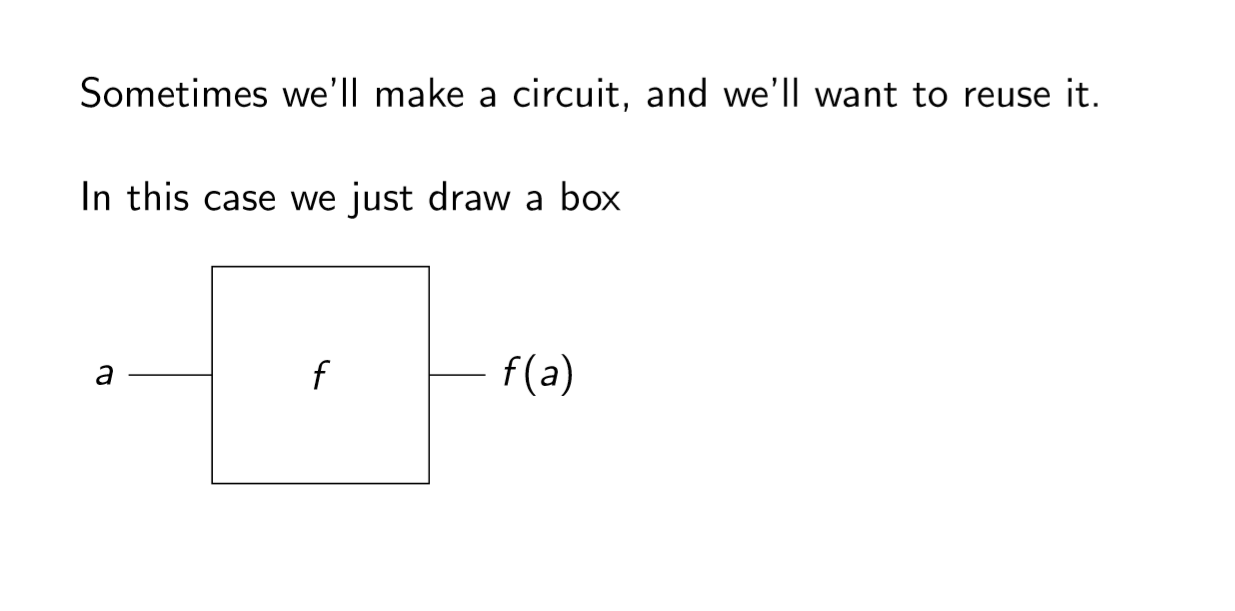 Sometimes we'll make a circuit, and we'll want to reuse it.
In this case we just draw a box
a f f(a)